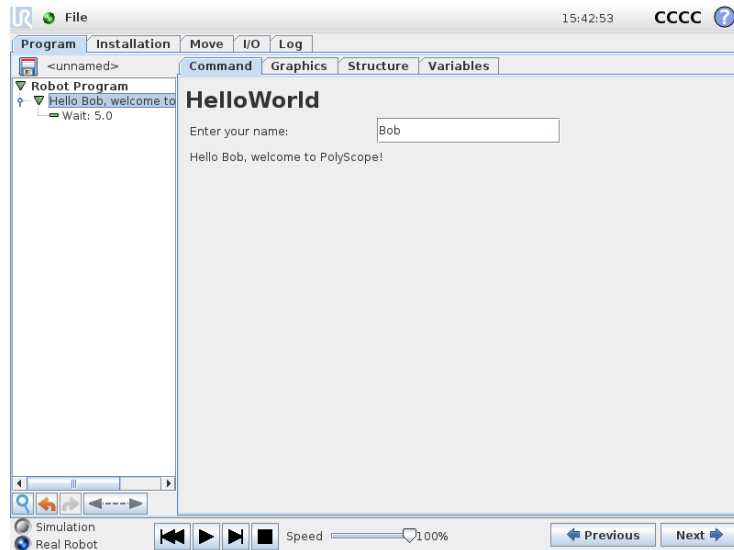 UR File 15:42:53 CCCC ?
Program Installation Move I/O Log
<unnamed> Command Graphics Structure Variables
Robot Program
Hello Bob, welcome to
Wait: 5.0
HelloWorld
Enter your name: Bob
Hello Bob, welcome to PolyScope!
Simulation
Real Robot
Speed 100% Previous Next